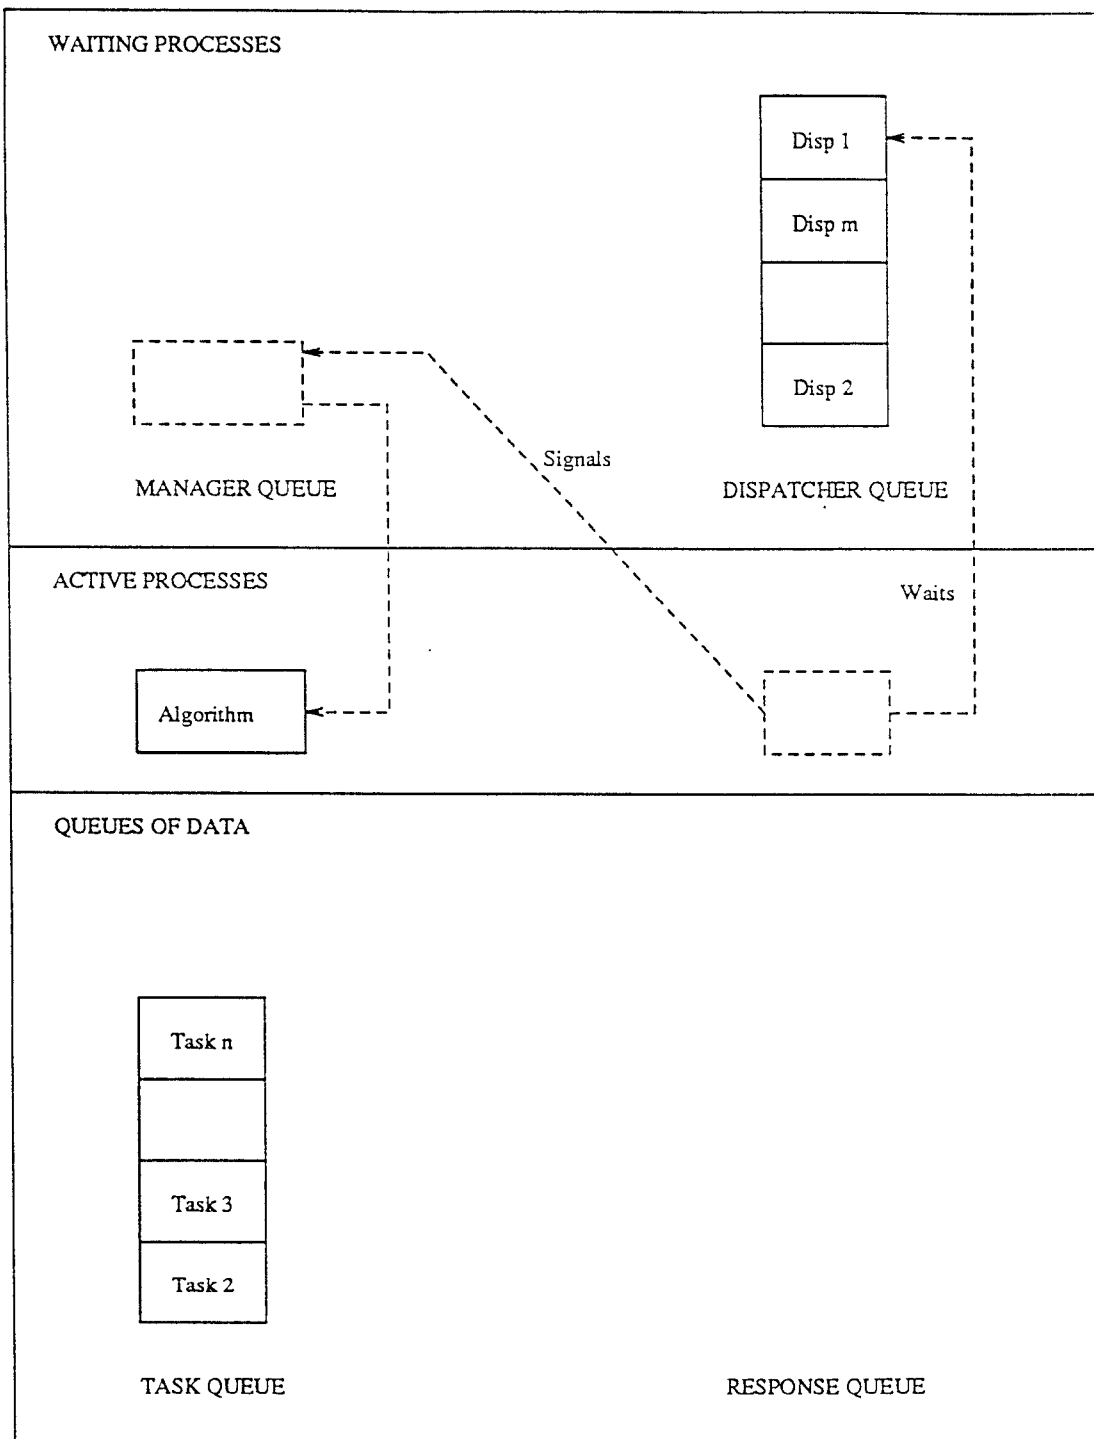 WAITING PROCESSES
Disp 1
Disp m
Disp 2
Signals
MANAGER QUEUE
DISPATCHER QUEUE
ACTIVE PROCESSES
Waits
Algorithm
QUEUES OF DATA
Task n
Task 3
Task 2
TASK QUEUE
RESPONSE QUEUE